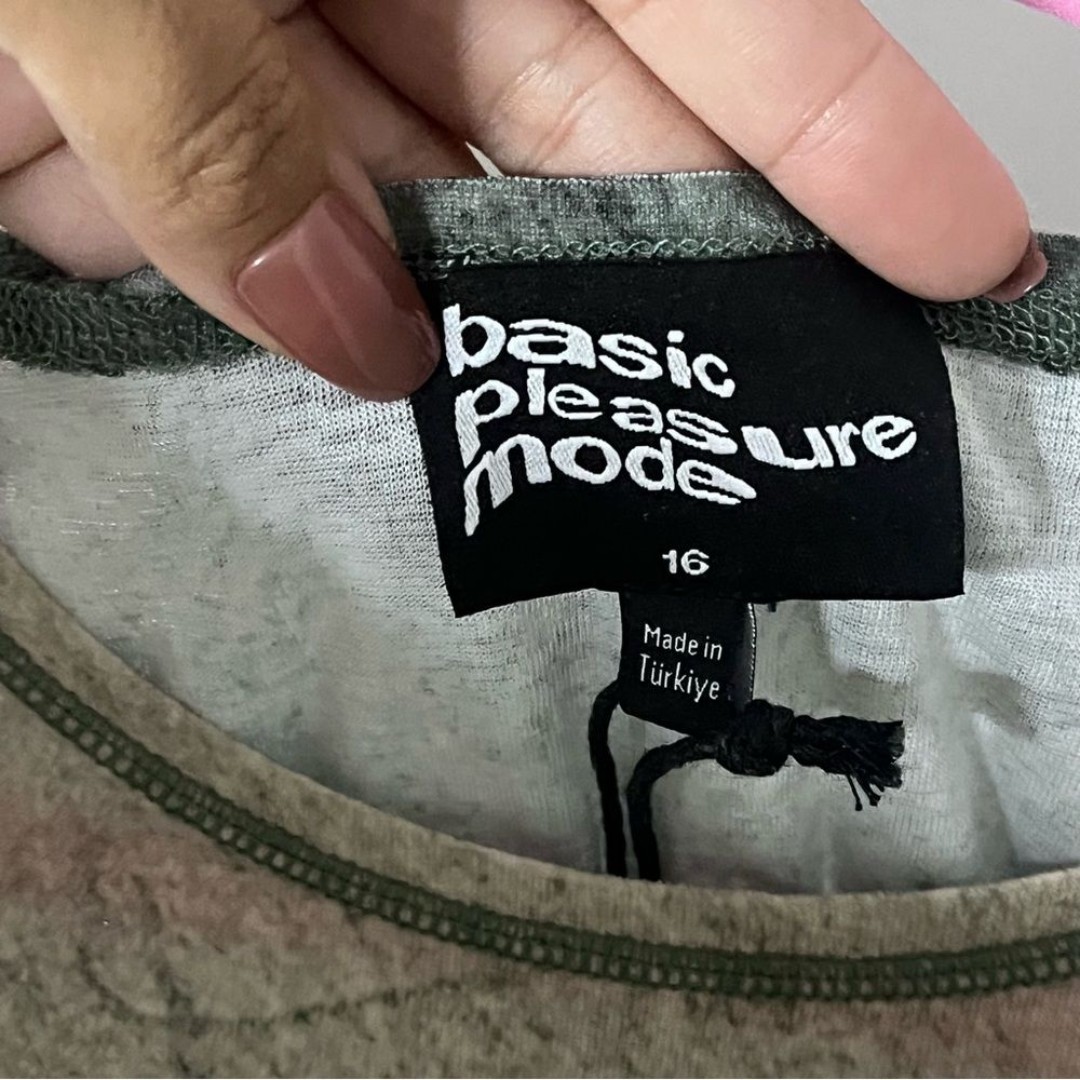 basic
pleasure
mode
16
Made in
Türkiye